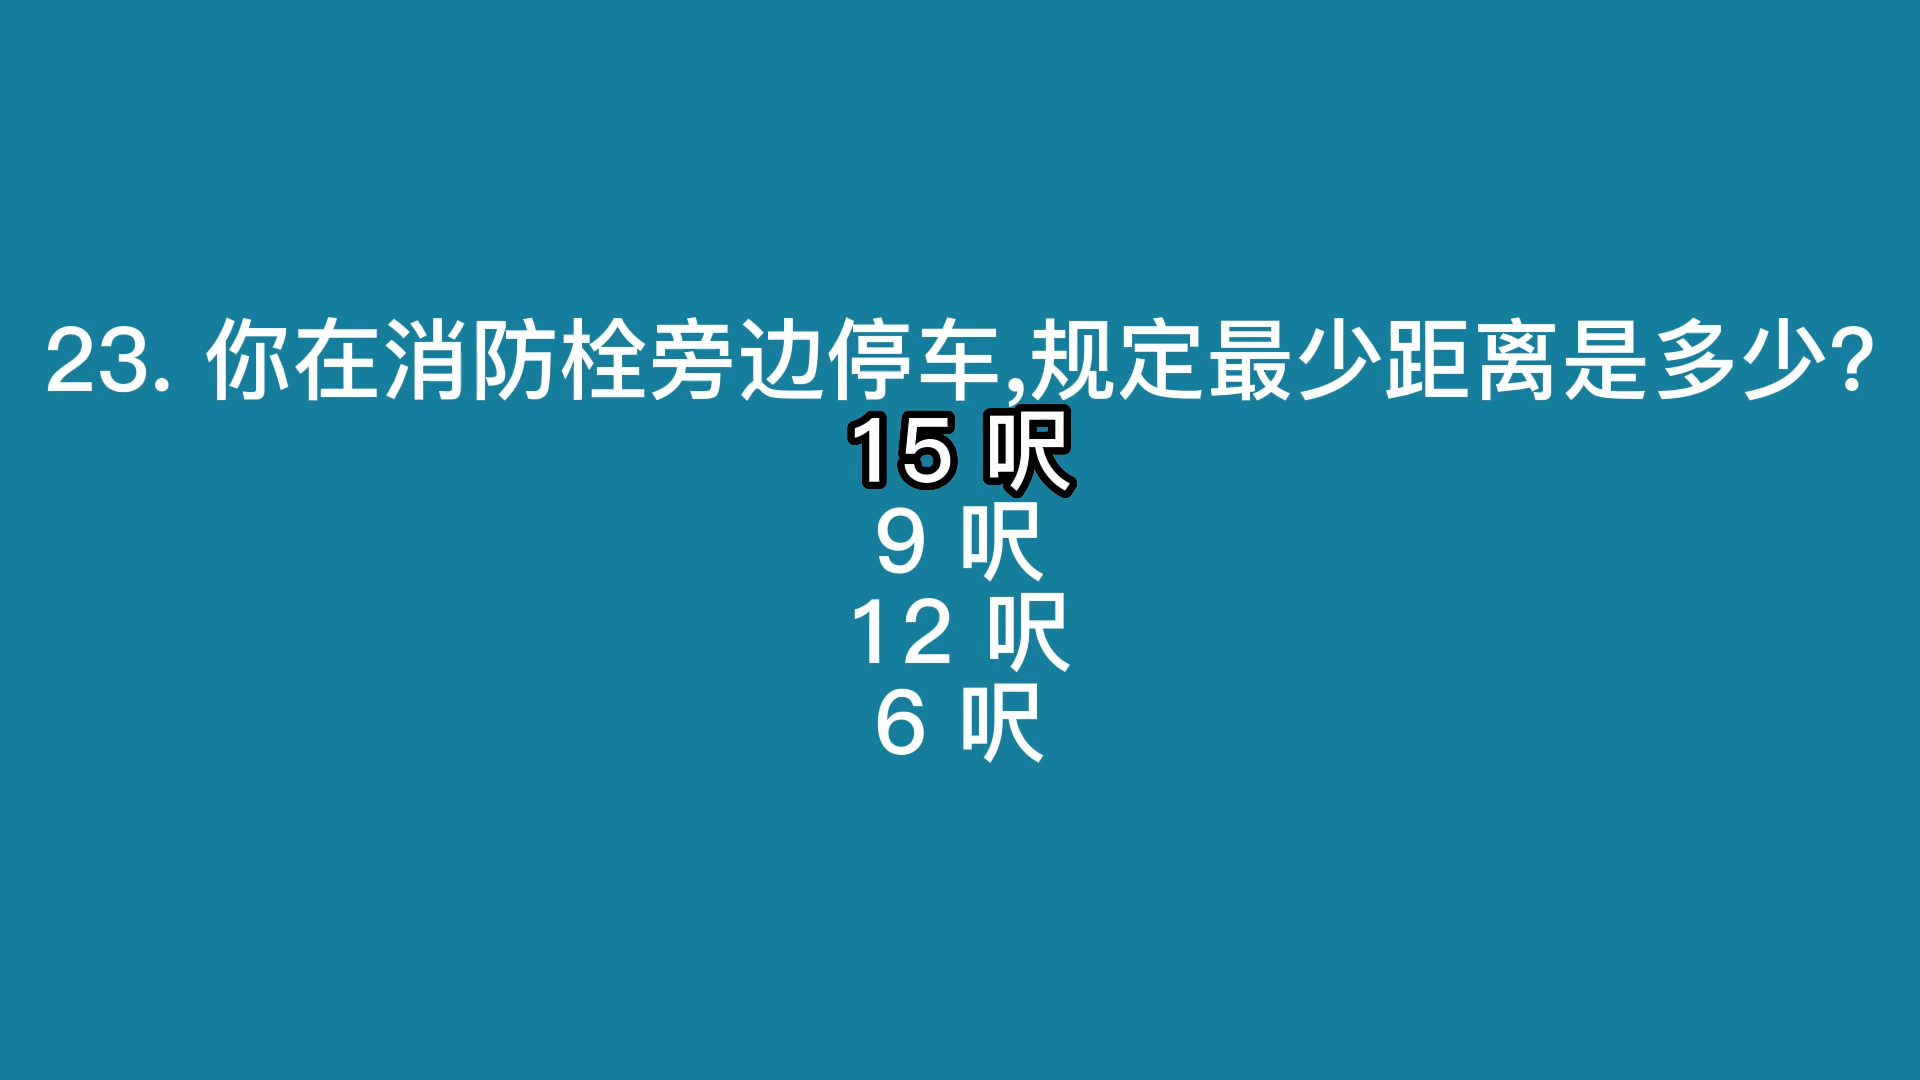 23. 你在消防栓旁边停车,规定最少距离是多少?
15 呎
9 呎
12 呎
6 呎